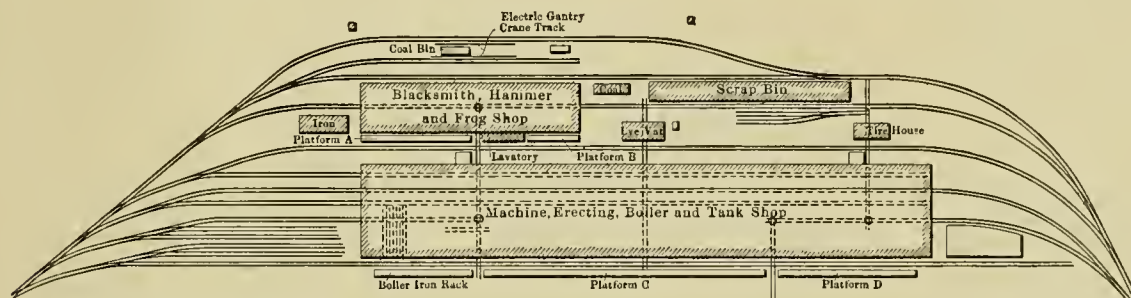 Electric Gantry
Crane Track
Coal Bin
Blacksmith, Hammer
and Frog Shop
Scrap Bin
Iron
Lye Vat
Tire House
Platform A
Lavatory
Platform B
Machine, Erecting, Boiler and Tank Shop
Boiler Iron Rack
Platform C
Platform D